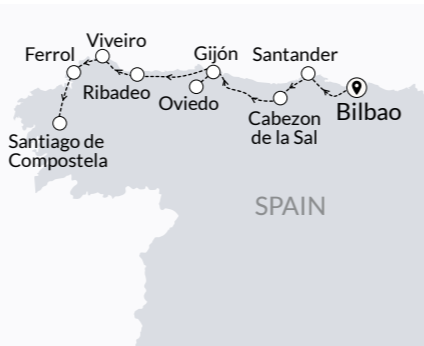 Viveiro
Ferrol
Gijón
Santander
Ribadeo
Oviedo
Bilbao
Cabezon
de la Sal
Santiago de
Compostela
SPAIN